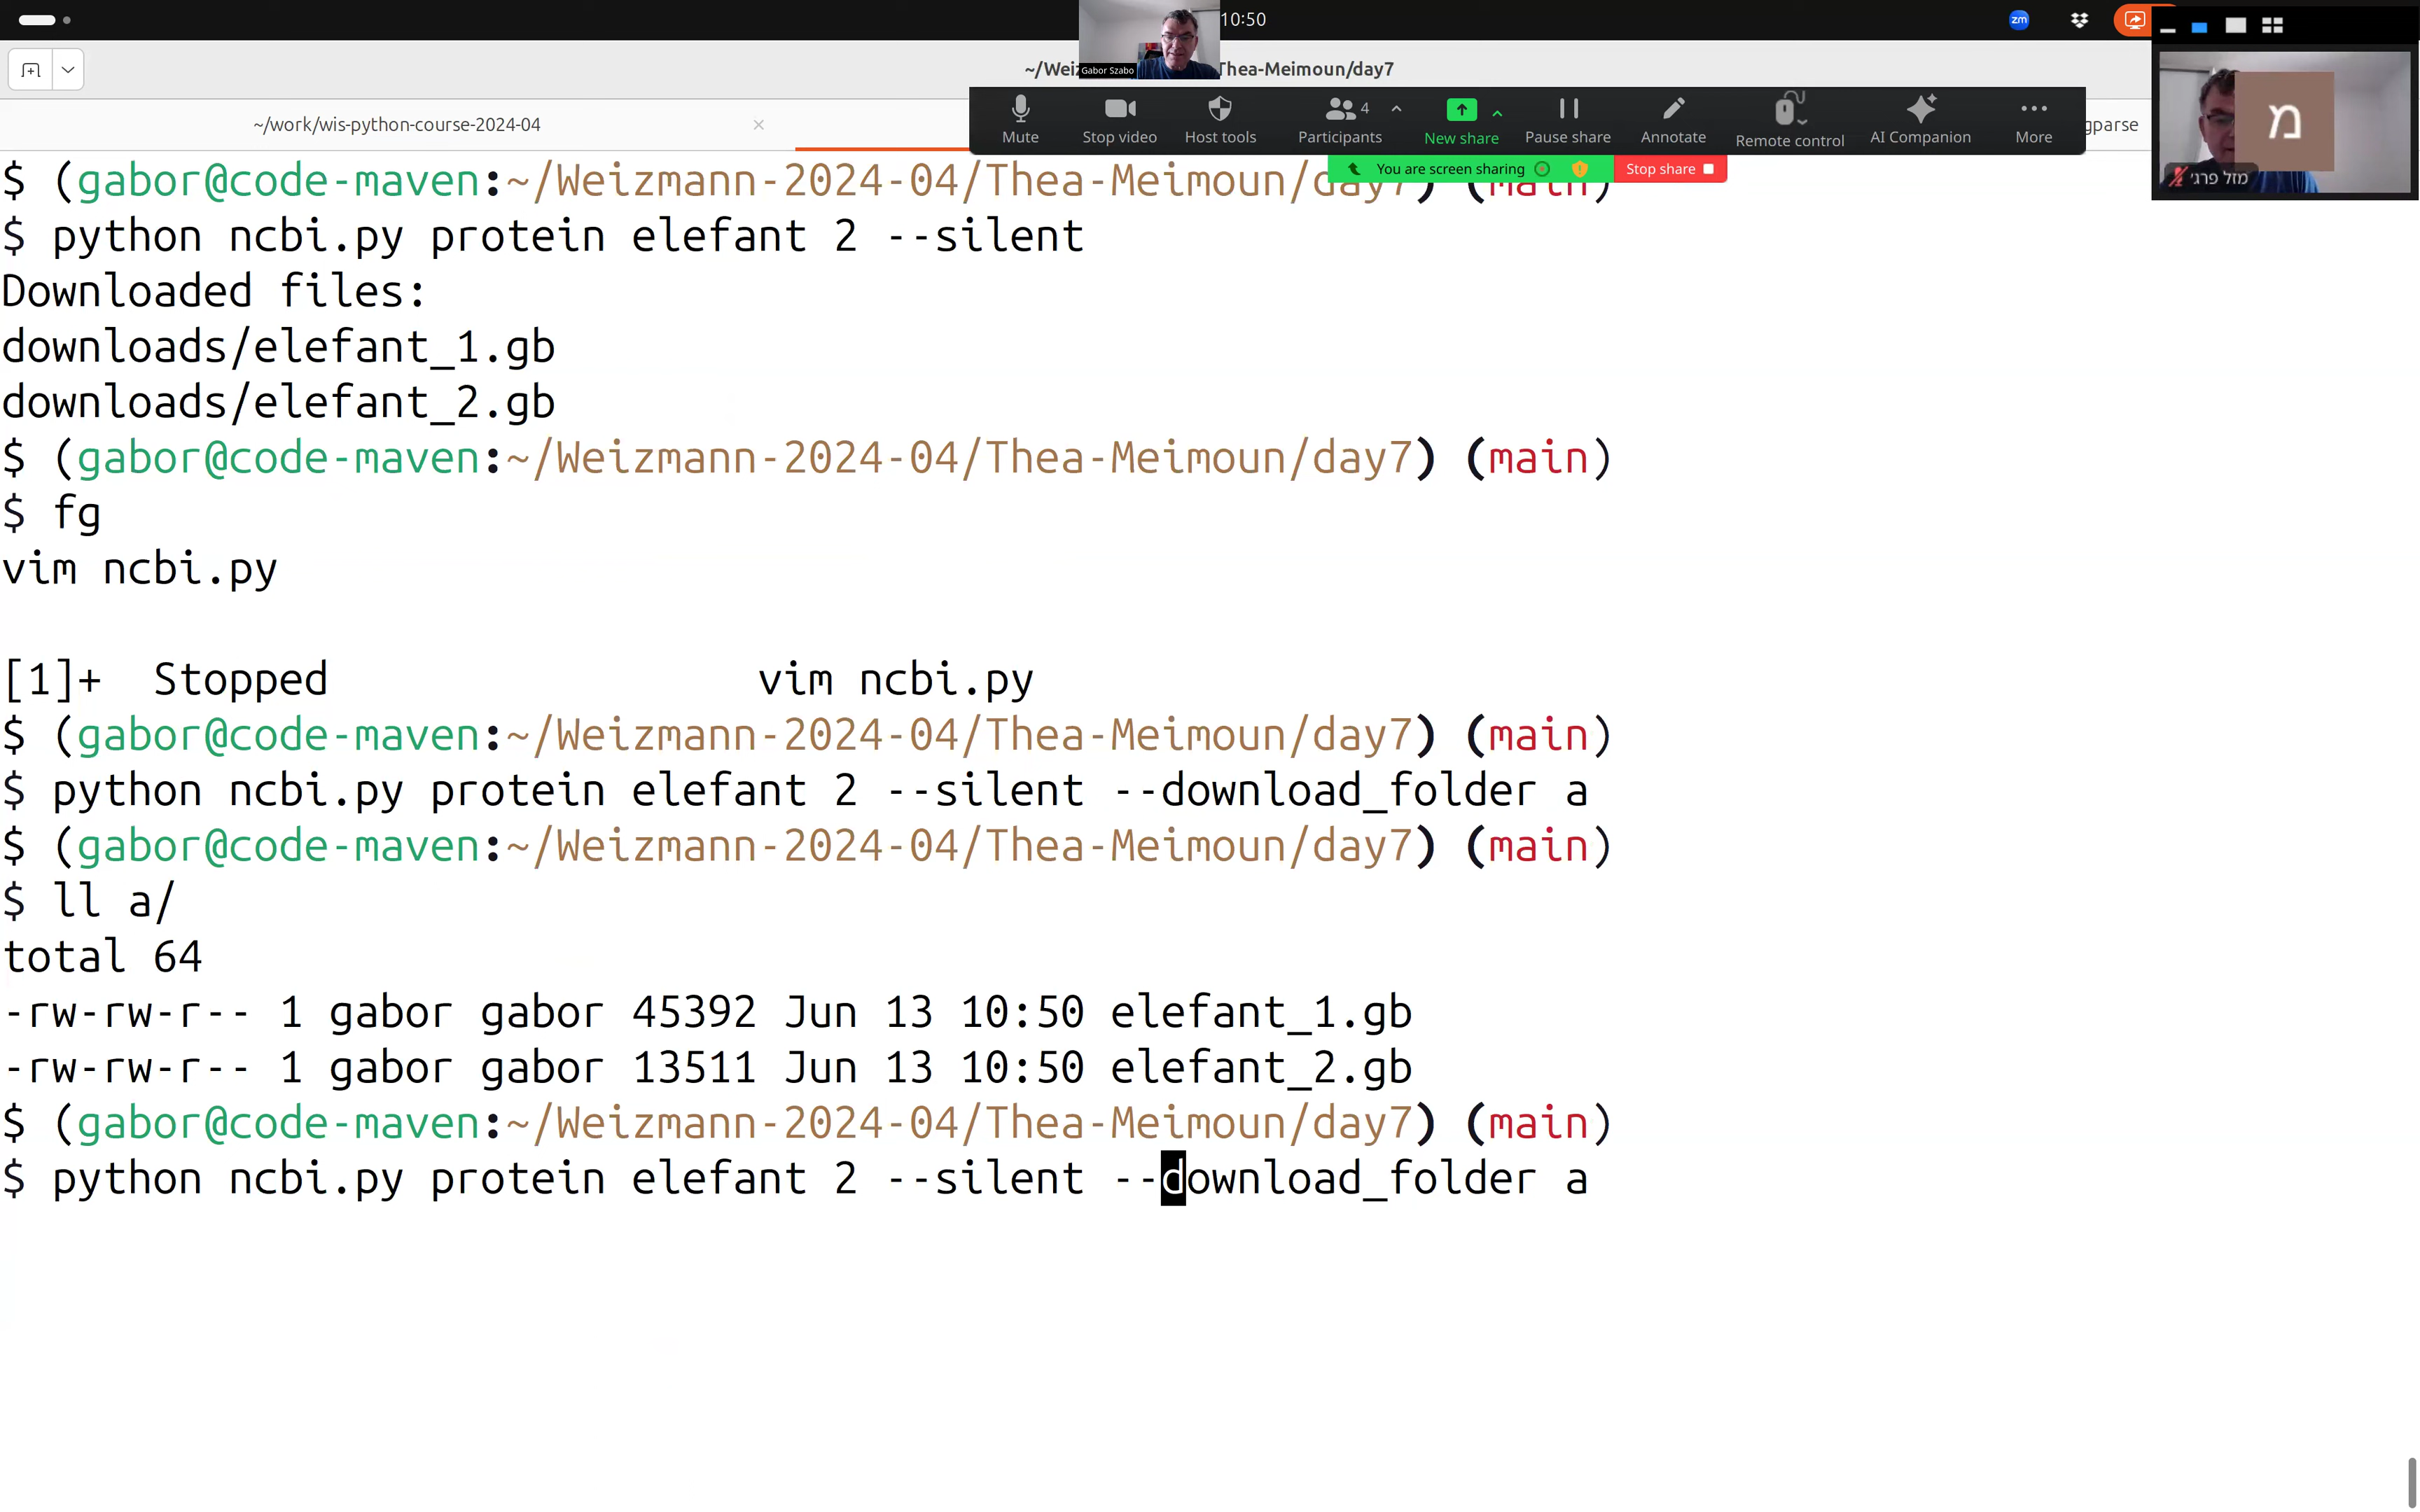 10:50
zm
Gabor Szabo
~/Wei Thea-Meimoun/day7
~/work/wis-python-course-2024-04
gparse
Mute Stop video Host tools Participants 4 New share Pause share Annotate Remote control AI Companion More
You are screen sharing Stop share
מ
מזל פרג'
$ (gabor@code-maven:~/Weizmann-2024-04/Thea-Meimoun/day7) (main)
$ python ncbi.py protein elefant 2 --silent
Downloaded files:
downloads/elefant_1.gb
downloads/elefant_2.gb
$ (gabor@code-maven:~/Weizmann-2024-04/Thea-Meimoun/day7) (main)
$ fg
vim ncbi.py
[1]+  Stopped                 vim ncbi.py
$ (gabor@code-maven:~/Weizmann-2024-04/Thea-Meimoun/day7) (main)
$ python ncbi.py protein elefant 2 --silent --download_folder a
$ (gabor@code-maven:~/Weizmann-2024-04/Thea-Meimoun/day7) (main)
$ ll a/
total 64
-rw-rw-r-- 1 gabor gabor 45392 Jun 13 10:50 elefant_1.gb
-rw-rw-r-- 1 gabor gabor 13511 Jun 13 10:50 elefant_2.gb
$ (gabor@code-maven:~/Weizmann-2024-04/Thea-Meimoun/day7) (main)
$ python ncbi.py protein elefant 2 --silent --download_folder a